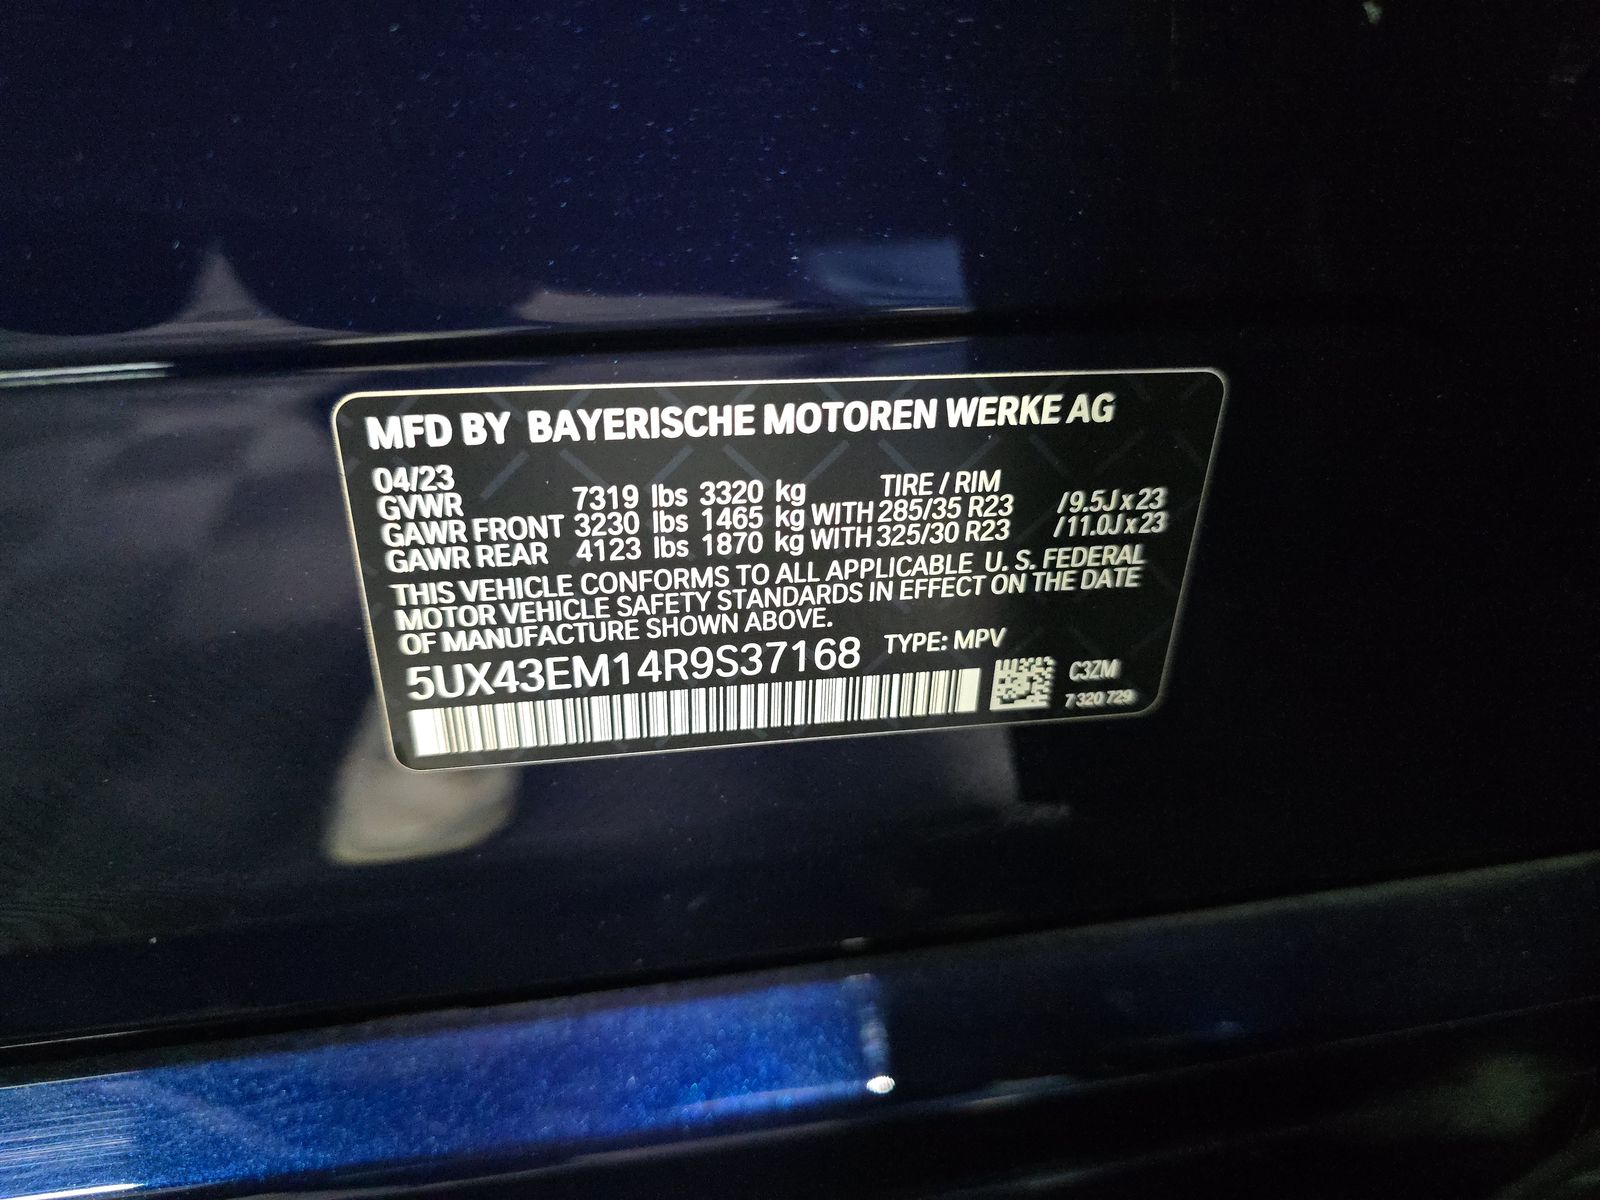 MFD BY BAYERISCHE MOTOREN WERKE AG
04/23 TIRE / RIM
GVWR 7319 lbs 3320 kg
GAWR FRONT 3230 lbs 1465 kg WITH 285/35 R23 /9.5J x 23
GAWR REAR 4123 lbs 1870 kg WITH 325/30 R23 /11.0J x 23
THIS VEHICLE CONFORMS TO ALL APPLICABLE U. S. FEDERAL
MOTOR VEHICLE SAFETY STANDARDS IN EFFECT ON THE DATE
OF MANUFACTURE SHOWN ABOVE.
5UX43EM14R9S37168 TYPE: MPV
C3ZM
7 320 729